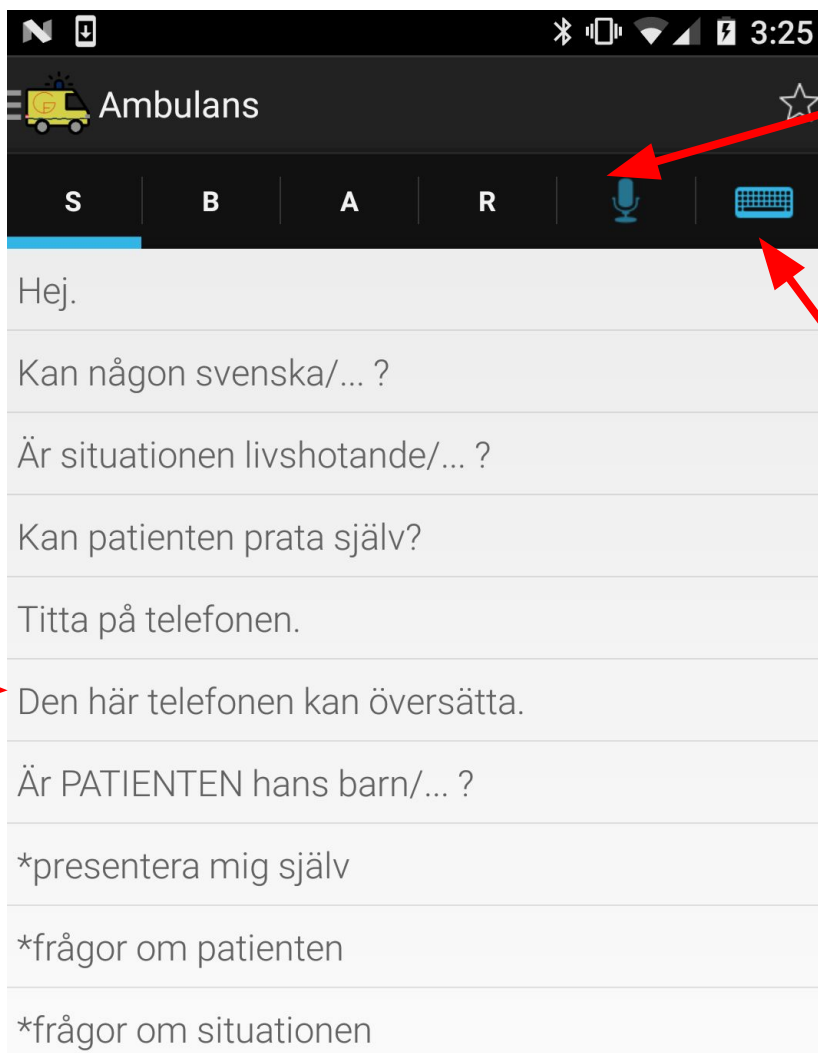 3:25
Ambulans
S B A R
Hej.
Kan någon svenska/... ?
Är situationen livshotande/... ?
Kan patienten prata själv?
Titta på telefonen.
Den här telefonen kan översätta.
Är PATIENTEN hans barn/... ?
*presentera mig själv
*frågor om patienten
*frågor om situationen